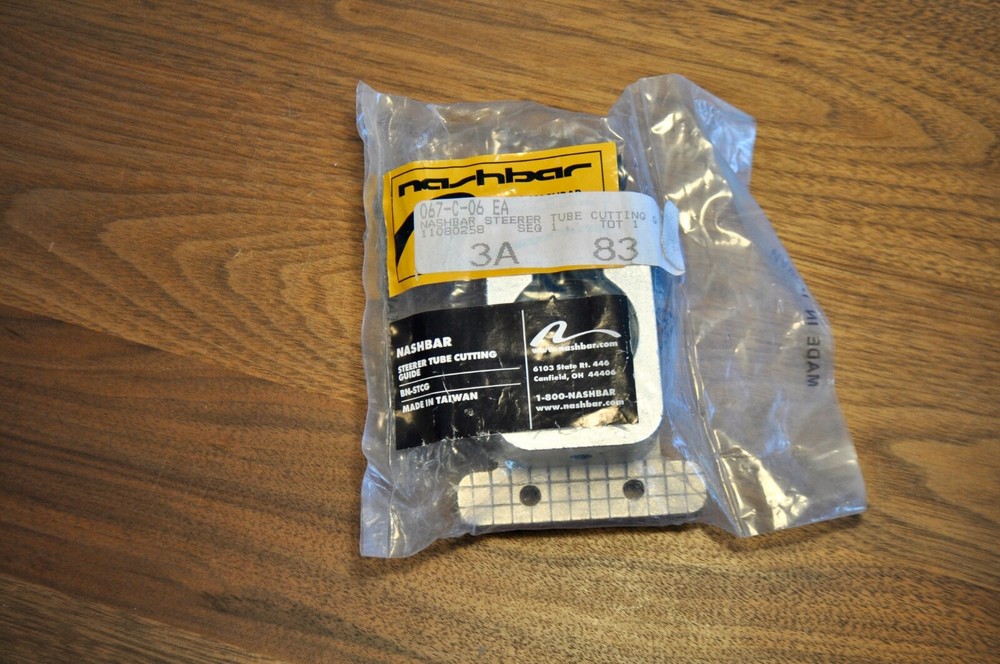 nashbar
067-C-06 EA
NASHBAR STEERER TUBE CUTTING G
11080258 SEQ 1 TOT 1
3A 83
NASHBAR
STEERER TUBE CUTTING
GUIDE
BN-STCG
MADE IN TAIWAN
www.nashbar.com
6103 State Rt. 446
Canfield, OH 44406
1-800-NASHBAR
www.nashbar.com
MADE IN